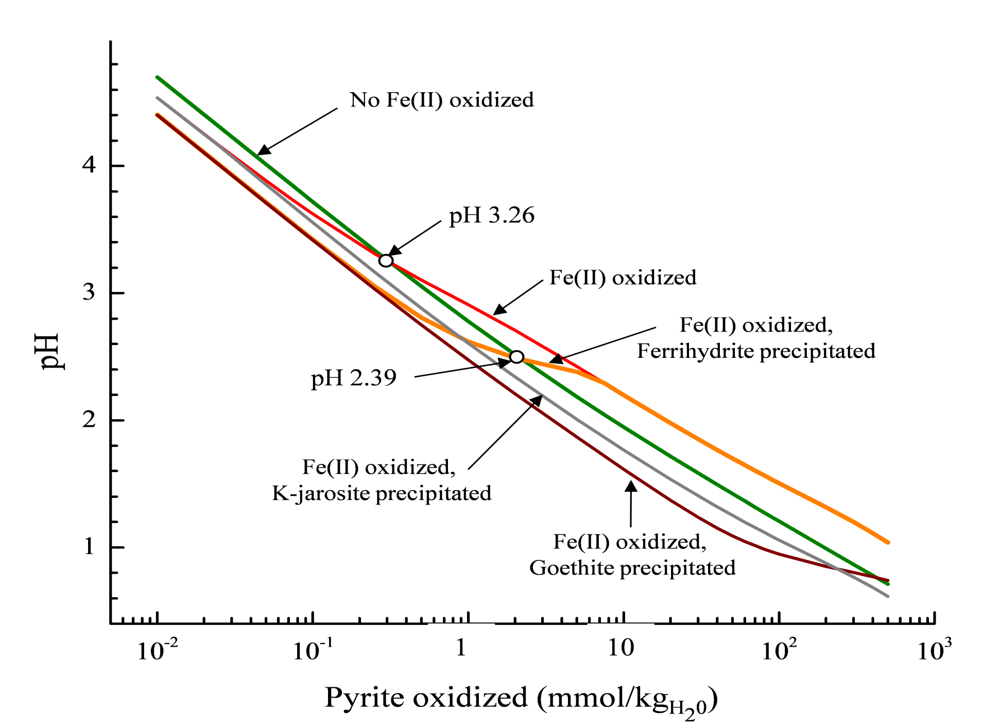 No Fe(II) oxidized
4
pH 3.26
Fe(II) oxidized
3
Fe(II) oxidized,
Ferrihydrite precipitated
pH
pH 2.39
2
Fe(II) oxidized,
K-jarosite precipitated
Fe(II) oxidized,
Goethite precipitated
1
10⁻² 10⁻¹ 1 10 10² 10³
Pyrite oxidized (mmol/kgH₂0)